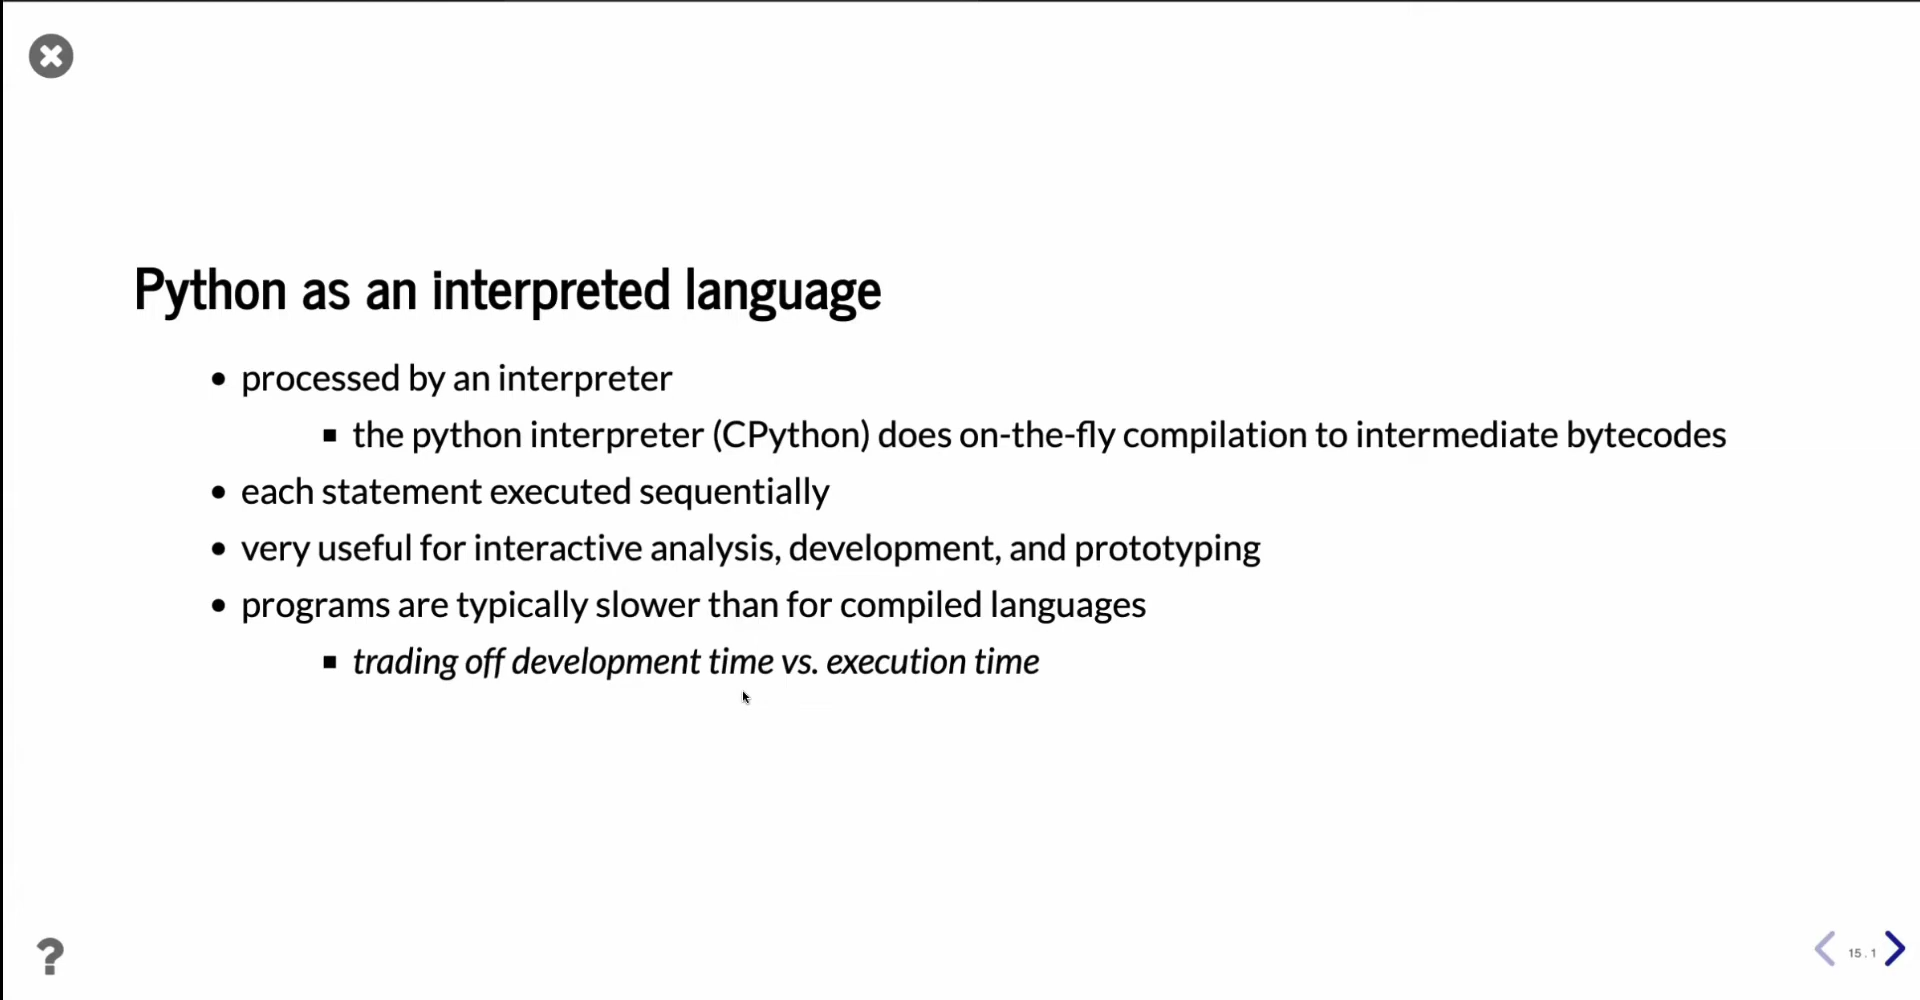 Python as an interpreted language
• processed by an interpreter
▪ the python interpreter (CPython) does on-the-fly compilation to intermediate bytecodes
• each statement executed sequentially
• very useful for interactive analysis, development, and prototyping
• programs are typically slower than for compiled languages
▪ trading off development time vs. execution time
?
15.1